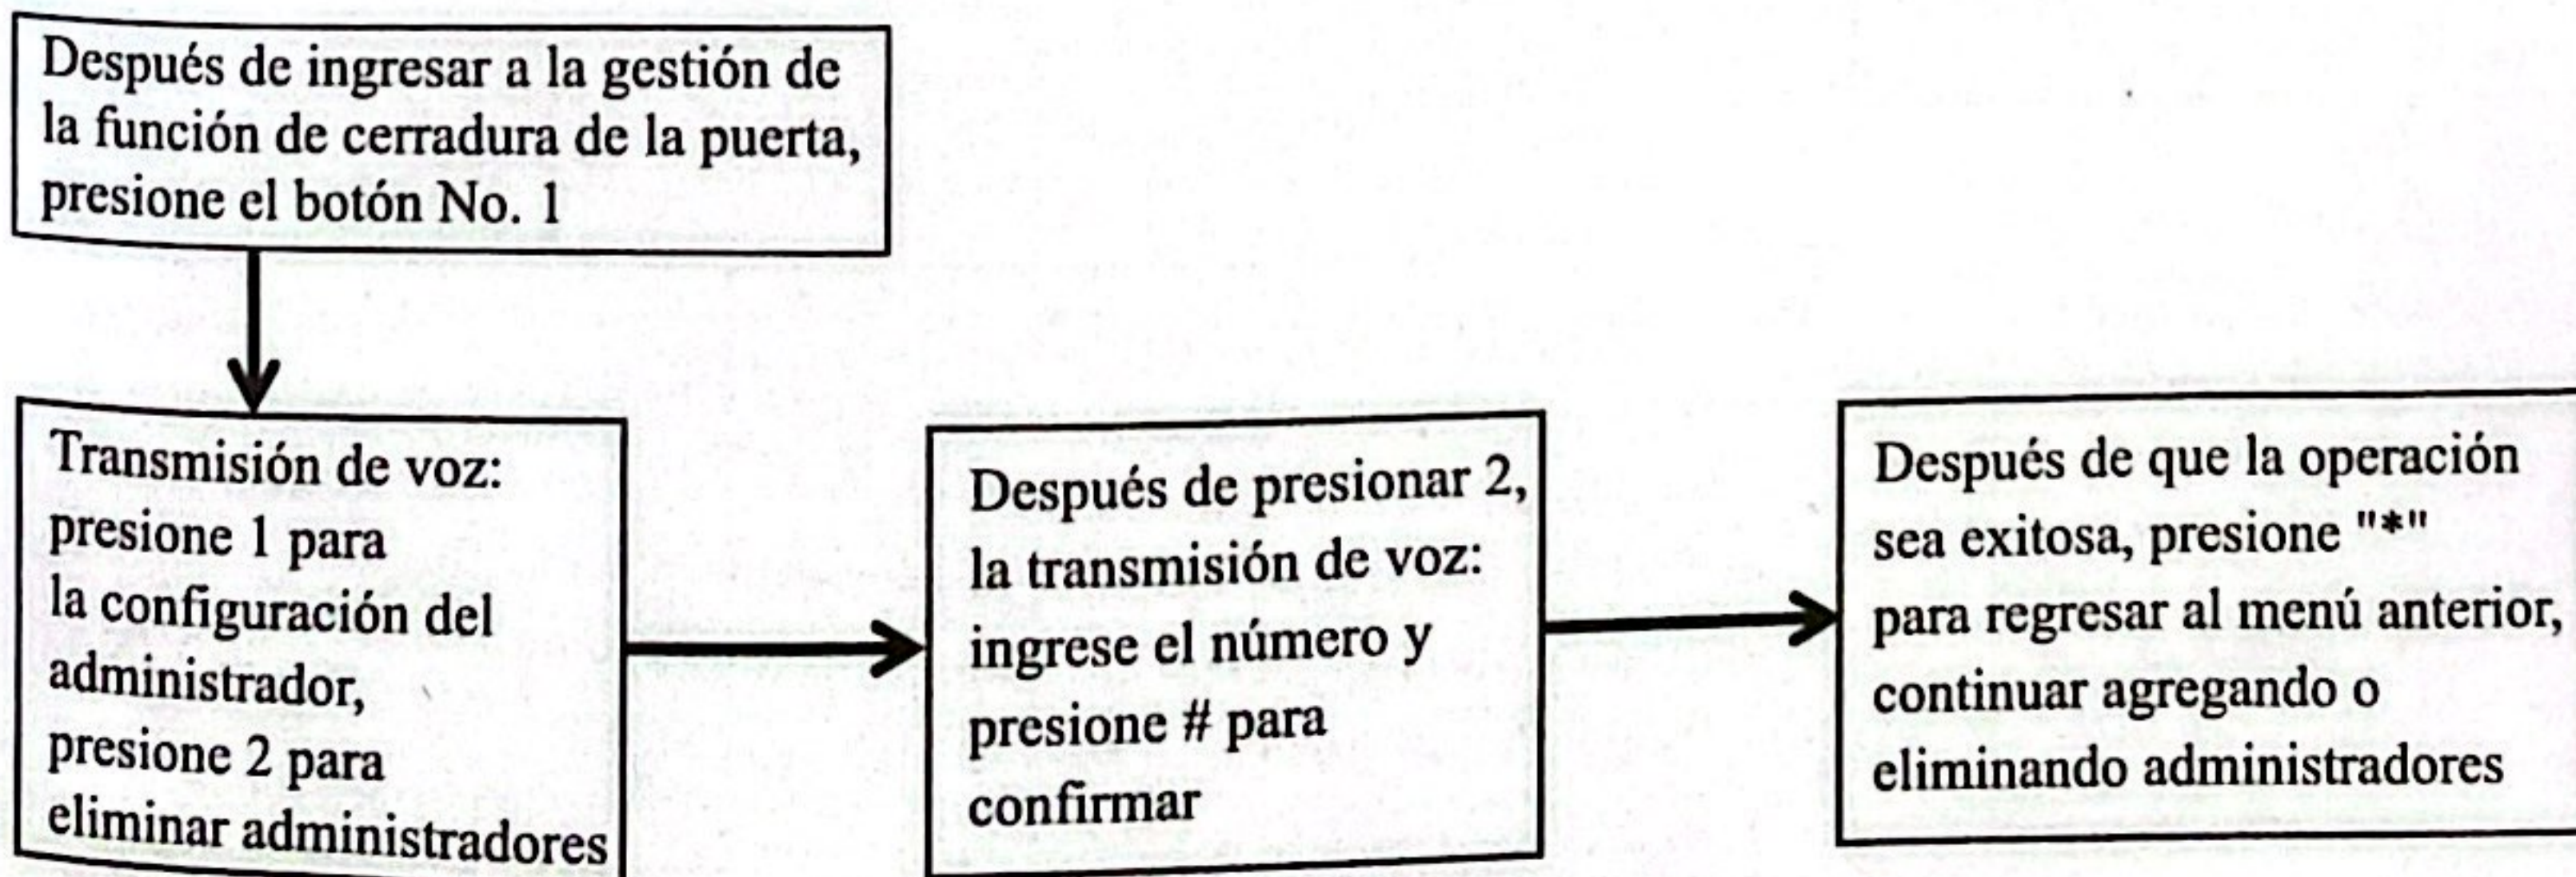 Después de ingresar a la gestión de
la función de cerradura de la puerta,
presione el botón No. 1
Transmisión de voz:
presione 1 para
la configuración del
administrador,
presione 2 para
eliminar administradores
Después de presionar 2,
la transmisión de voz:
ingrese el número y
presione # para
confirmar
Después de que la operación
sea exitosa, presione "*"
para regresar al menú anterior,
continuar agregando o
eliminando administradores